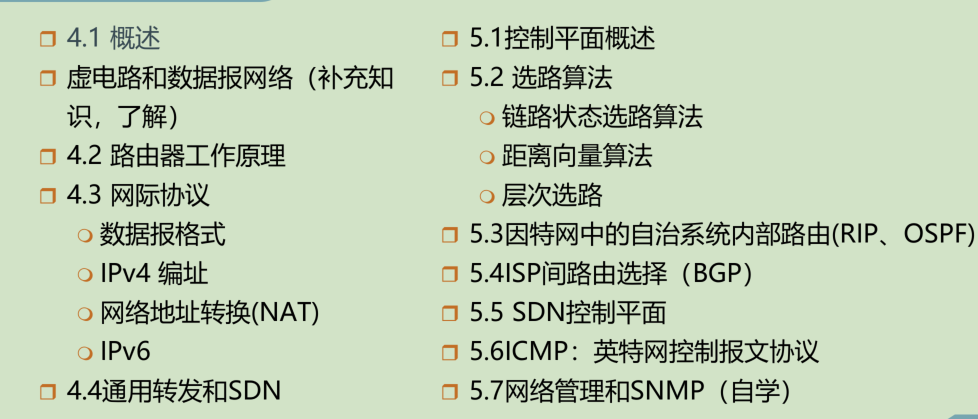 4.1 概述
虚电路和数据报网络（补充知
识，了解）
4.2 路由器工作原理
4.3 网际协议
数据报格式
IPv4 编址
网络地址转换(NAT)
IPv6
4.4通用转发和SDN
5.1控制平面概述
5.2 选路算法
链路状态选路算法
距离向量算法
层次选路
5.3因特网中的自治系统内部路由(RIP、OSPF)
5.4ISP间路由选择（BGP）
5.5 SDN控制平面
5.6ICMP：英特网控制报文协议
5.7网络管理和SNMP（自学）